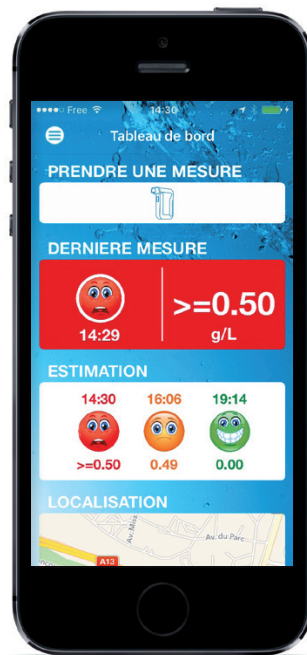 Free 14:30
Tableau de bord
PRENDRE UNE MESURE
DERNIERE MESURE
14:29
>=0.50
g/L
ESTIMATION
14:30 16:06 19:14
>=0.50 0.49 0.00
LOCALISATION
Av. du Parc
A13